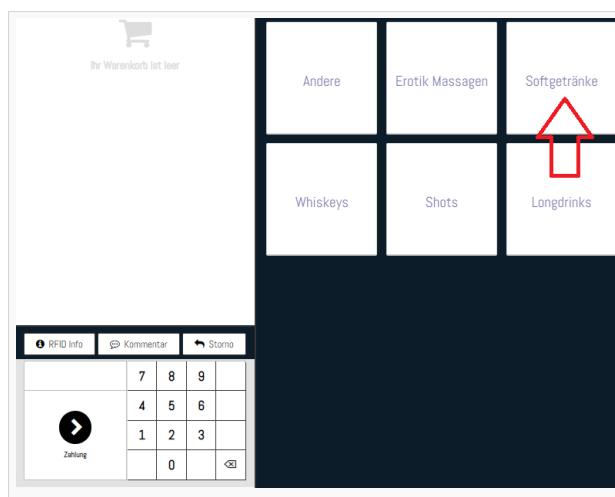 Ihr Warenkorb ist leer
Andere
Erotik Massagen
Softgetränke
Whiskeys
Shots
Longdrinks
RFID Info
Kommentar
Storno
7 8 9
4 5 6
1 2 3
0
Zahlung